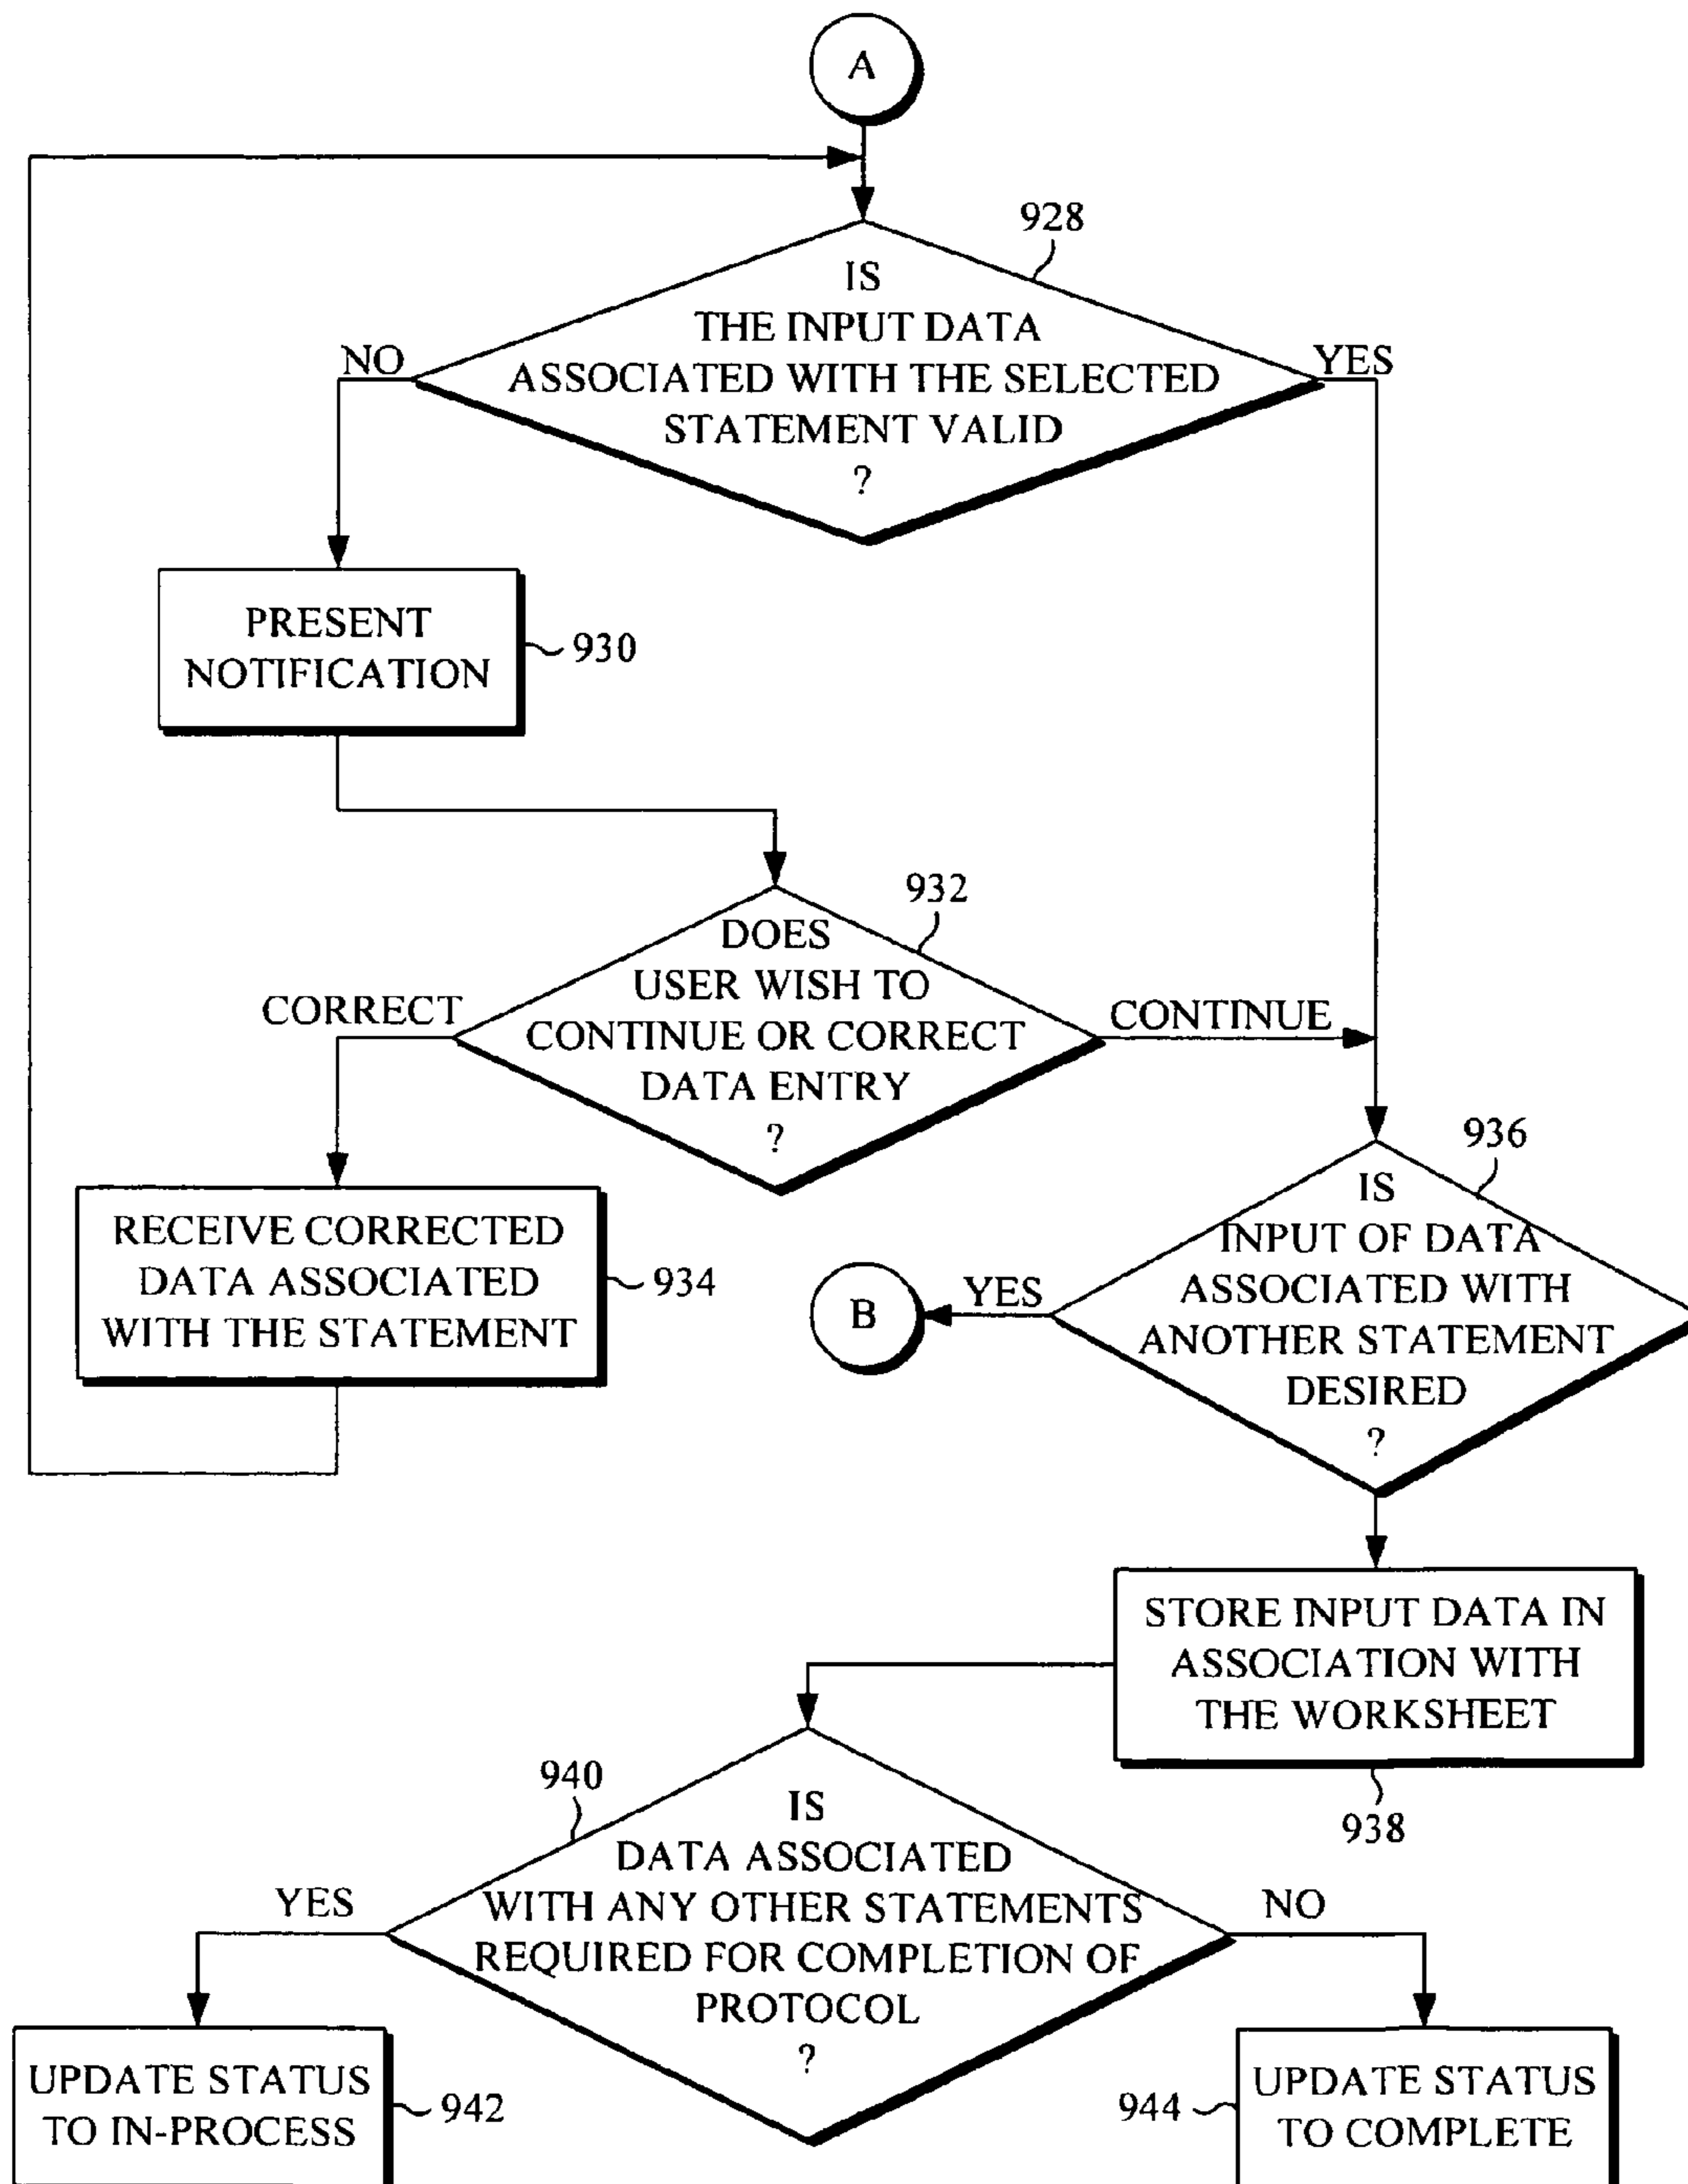 A
928
IS
THE INPUT DATA
ASSOCIATED WITH THE SELECTED
STATEMENT VALID
?
NO
YES
PRESENT
NOTIFICATION
930
932
DOES
USER WISH TO
CONTINUE OR CORRECT
DATA ENTRY
?
CORRECT
CONTINUE
RECEIVE CORRECTED
DATA ASSOCIATED
WITH THE STATEMENT
934
936
IS
INPUT OF DATA
ASSOCIATED WITH
ANOTHER STATEMENT
DESIRED
?
YES
B
STORE INPUT DATA IN
ASSOCIATION WITH
THE WORKSHEET
938
940
IS
DATA ASSOCIATED
WITH ANY OTHER STATEMENTS
REQUIRED FOR COMPLETION OF
PROTOCOL
?
YES
NO
UPDATE STATUS
TO IN-PROCESS
942
944
UPDATE STATUS
TO COMPLETE